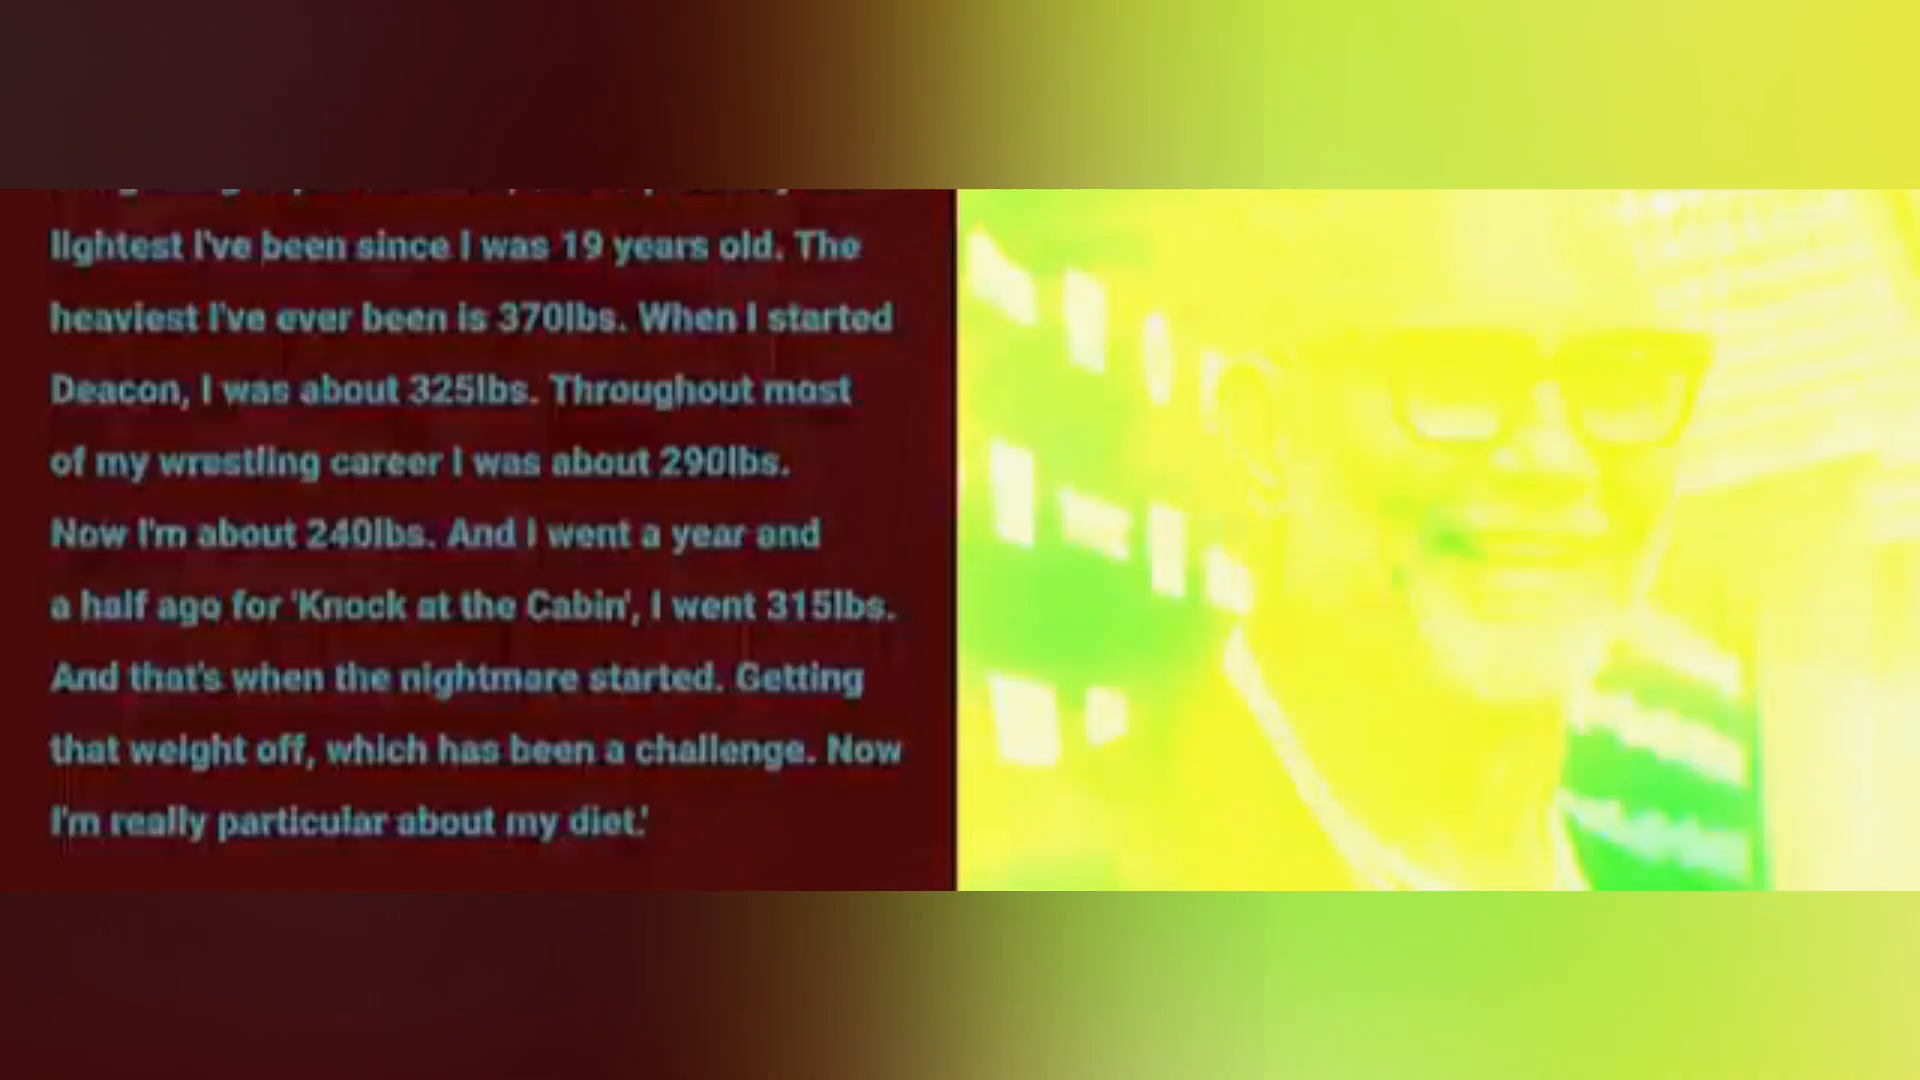 lightest I've been since I was 19 years old. The
heaviest I've ever been is 370lbs. When I started
Deacon, I was about 325lbs. Throughout most
of my wrestling career I was about 290lbs.
Now I'm about 240lbs. And I went a year and
a half ago for 'Knock at the Cabin', I went 315lbs.
And that's when the nightmare started. Getting
that weight off, which has been a challenge. Now
I'm really particular about my diet.'